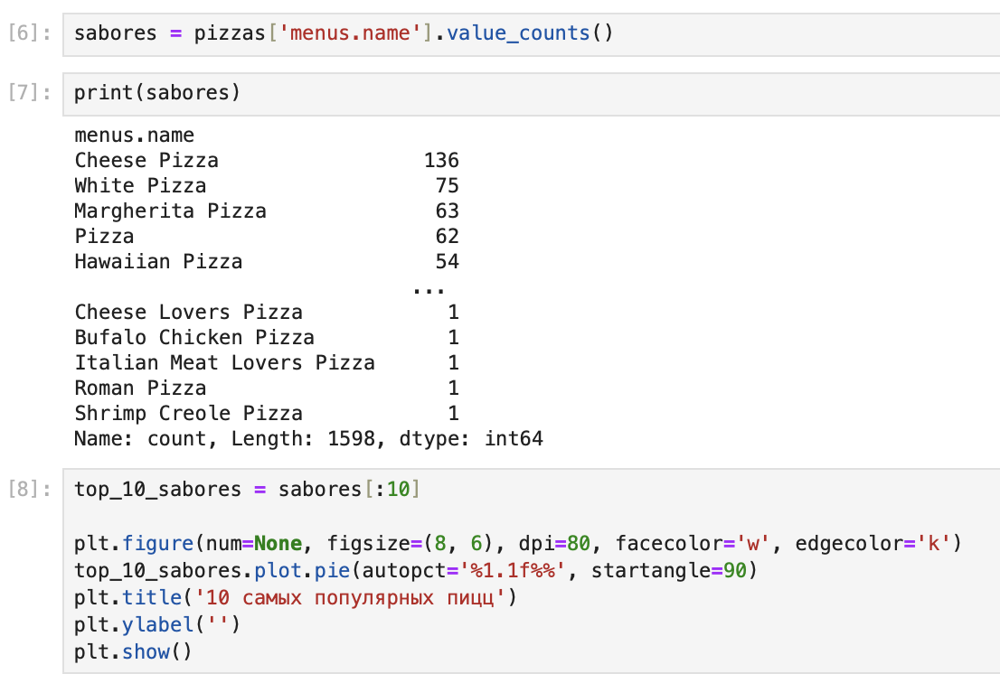 [6]: sabores = pizzas['menus.name'].value_counts()
[7]: print(sabores)
menus.name
Cheese Pizza 136
White Pizza 75
Margherita Pizza 63
Pizza 62
Hawaiian Pizza 54
...
Cheese Lovers Pizza 1
Bufalo Chicken Pizza 1
Italian Meat Lovers Pizza 1
Roman Pizza 1
Shrimp Creole Pizza 1
Name: count, Length: 1598, dtype: int64
[8]: top_10_sabores = sabores[:10]
plt.figure(num=None, figsize=(8, 6), dpi=80, facecolor='w', edgecolor='k')
top_10_sabores.plot.pie(autopct='%1.1f%%', startangle=90)
plt.title('10 самых популярных пицц')
plt.ylabel('')
plt.show()